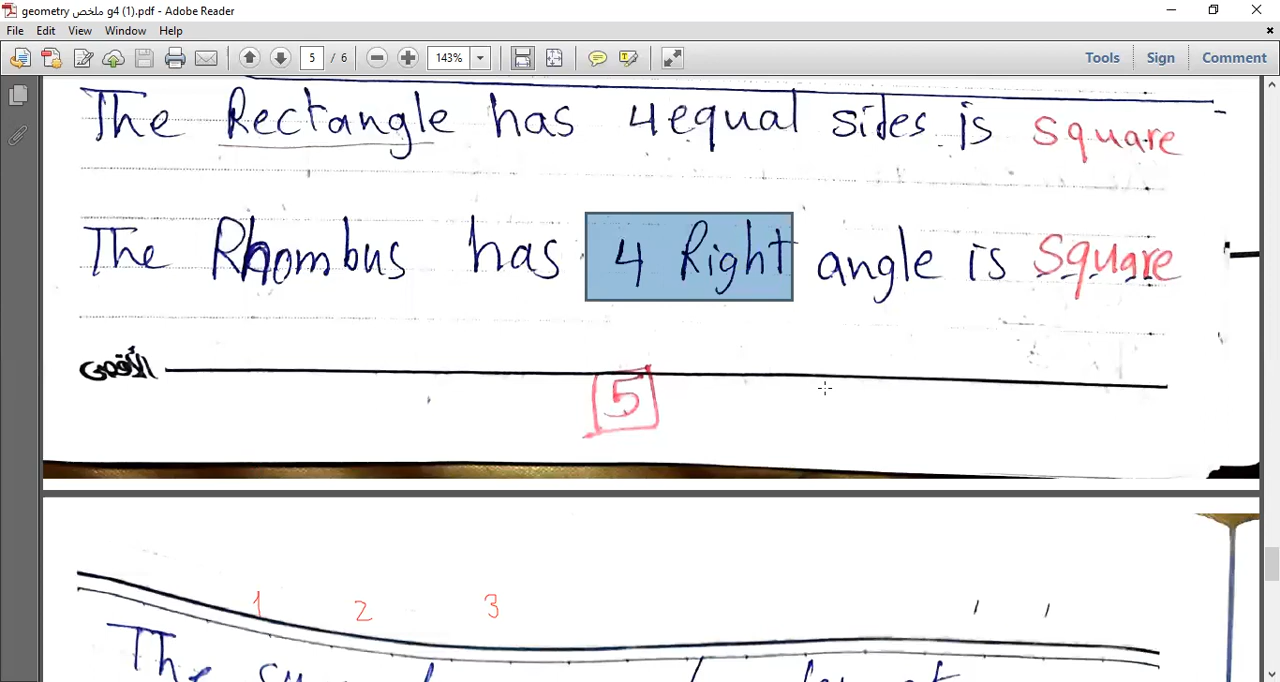 geometry ملخص g4 (1).pdf - Adobe Reader
File Edit View Window Help
5 / 6 143% Tools Sign Comment
The Rectangle has 4 equal sides is square
The Rhombus has 4 Right angle is Square
الأقصى
5
1 2 3
The